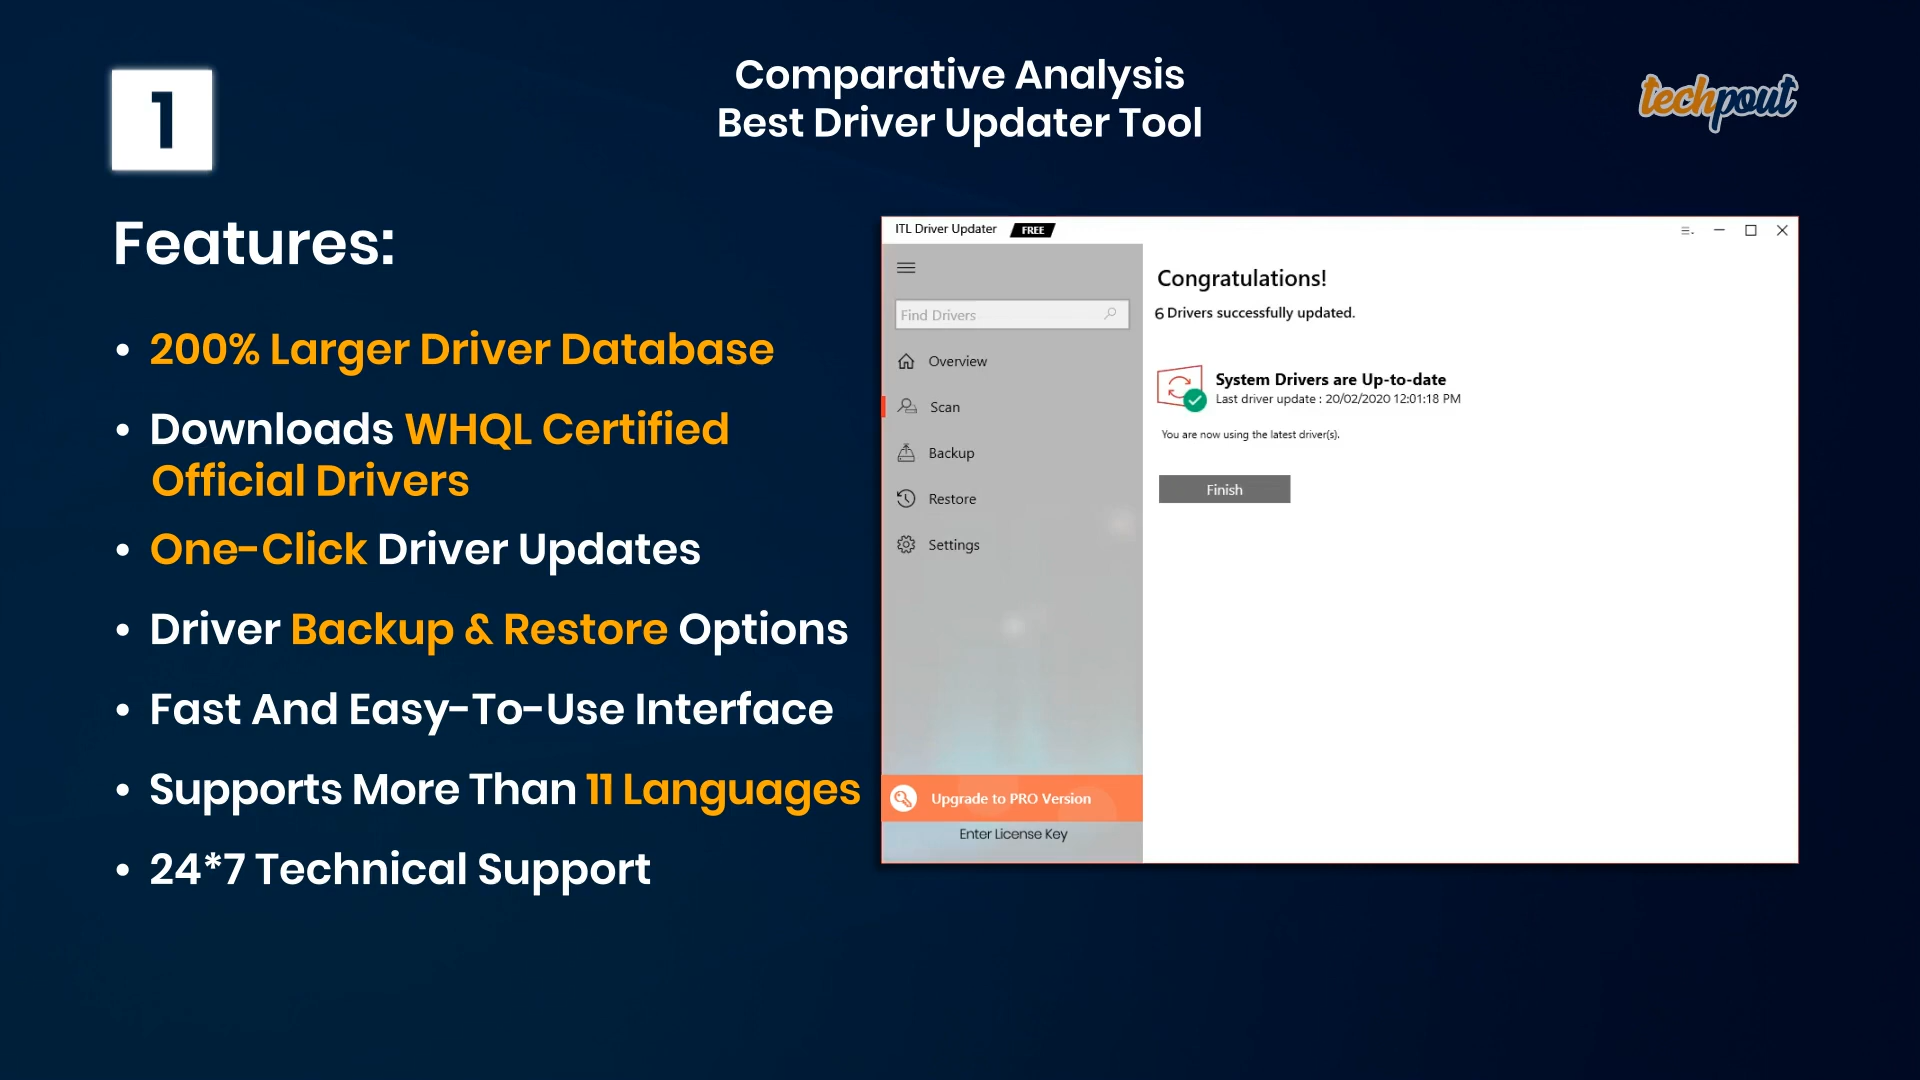 1
Comparative Analysis
Best Driver Updater Tool
techpout
Features:
• 200% Larger Driver Database
• Downloads WHQL Certified
Official Drivers
• One-Click Driver Updates
• Driver Backup & Restore Options
• Fast And Easy-To-Use Interface
• Supports More Than 11 Languages
• 24*7 Technical Support
ITL Driver Updater FREE
Find Drivers
Overview
Scan
Backup
Restore
Settings
Upgrade to PRO Version
Enter License Key
Congratulations!
6 Drivers successfully updated.
System Drivers are Up-to-date
Last driver update : 20/02/2020 12:01:18 PM
You are now using the latest driver(s).
Finish